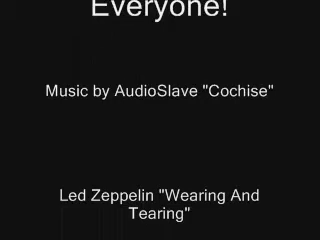 Everyone!
Music by AudioSlave "Cochise"
Led Zeppelin "Wearing And
Tearing"